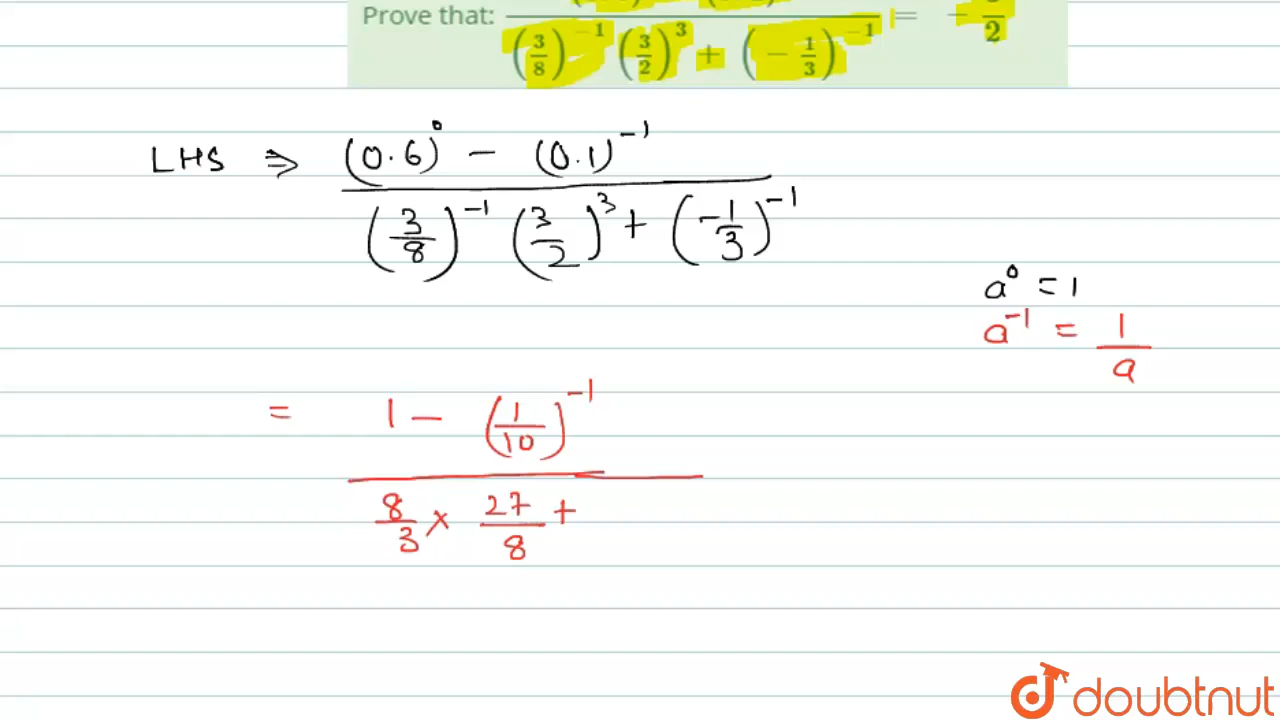 Prove that: (3/8)^−1 (3/2)^3 + (−1/3)^−1 = − /2
LHS ⇒ (0.6)^0 − (0.1)^−1
(3/8)^−1 (3/2)^3 + (−1/3)^−1
a^0 = 1
a^−1 = 1/a
= 1 − (1/10)^−1
8/3 × 27/8 +
doubtnut